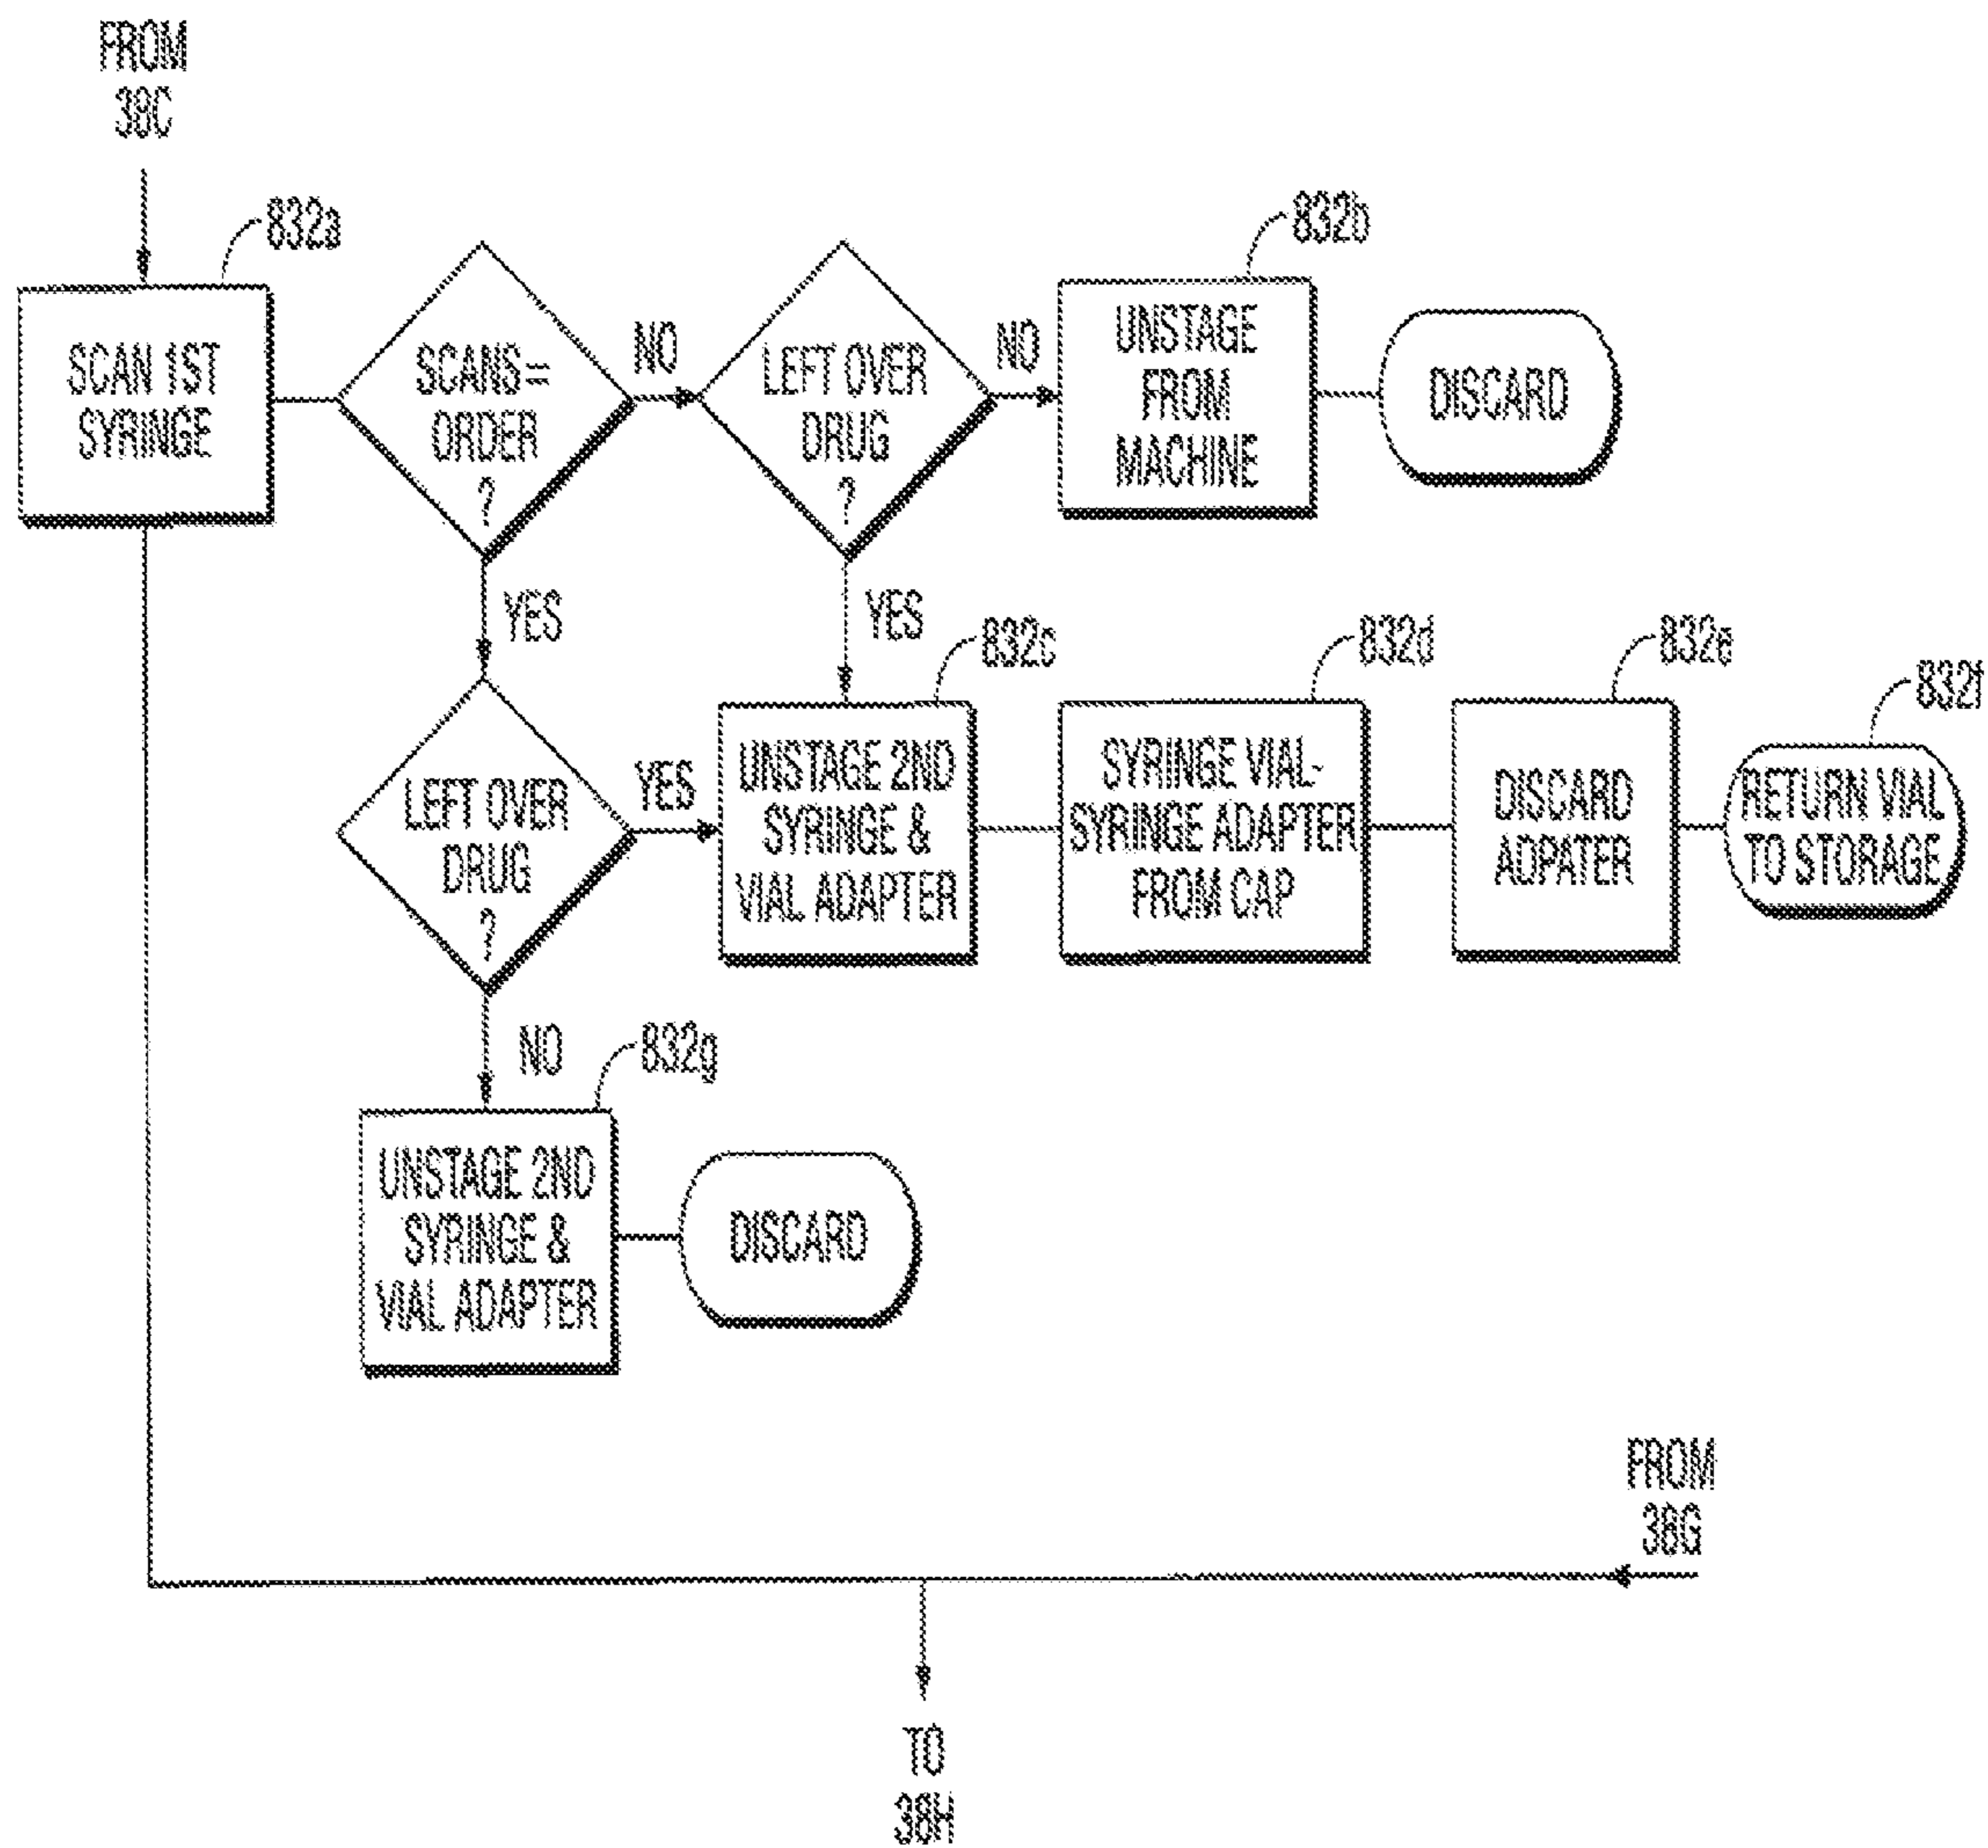 FROM
38C
832a
SCAN 1ST
SYRINGE
SCANS=
ORDER
?
NO
LEFT OVER
DRUG
?
NO
832b
UNSTAGE
FROM
MACHINE
DISCARD
YES
YES
LEFT OVER
DRUG
?
YES
832c
UNSTAGE 2ND
SYRINGE &
VIAL ADAPTER
832d
SYRINGE VIAL-
SYRINGE ADAPTER
FROM CAP
832e
DISCARD
ADPATER
832f
RETURN VIAL
TO STORAGE
NO
832g
UNSTAGE 2ND
SYRINGE &
VIAL ADAPTER
DISCARD
FROM
38G
TO
38H